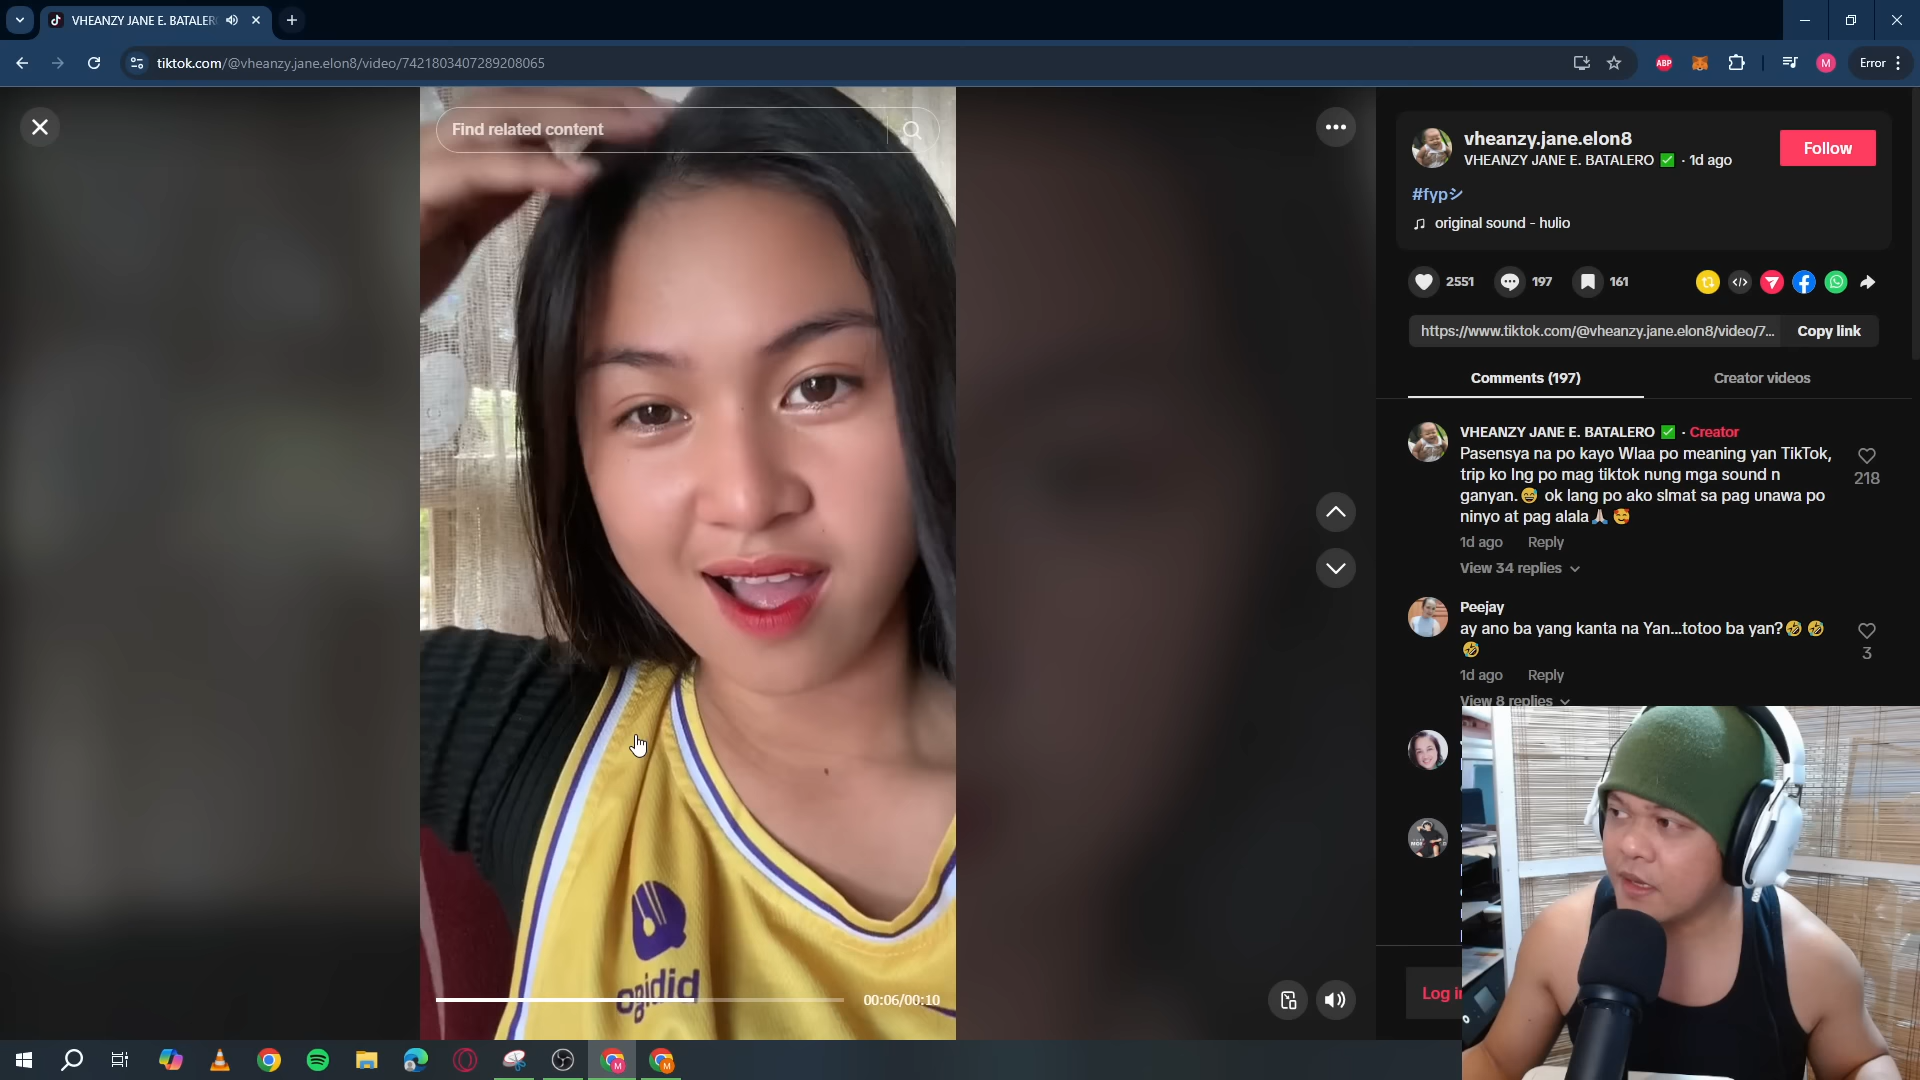 VHEANZY JANE E. BATALER
tiktok.com/@vheanzy.jane.elon8/video/7421803407289208065
ABP
M
Error
Find related content
vheanzy.jane.elon8
VHEANZY JANE E. BATALERO ✅ · 1d ago
Follow
#fypシ
original sound - hulio
2551
197
161
https://www.tiktok.com/@vheanzy.jane.elon8/video/7...
Copy link
Comments (197)
Creator videos
VHEANZY JANE E. BATALERO ✅ · Creator
Pasensya na po kayo Wlaa po meaning yan TikTok,
trip ko lng po mag tiktok nung mga sound n
ganyan.😅 ok lang po ako slmat sa pag unawa po
ninyo at pag alala🙏🏻🥰
218
1d ago Reply
View 34 replies
Peejay
ay ano ba yang kanta na Yan...totoo ba yan?🤣🤣
🤣
3
1d ago Reply
View 8 replies
ogidid
00:06/00:10
Log i
M
M